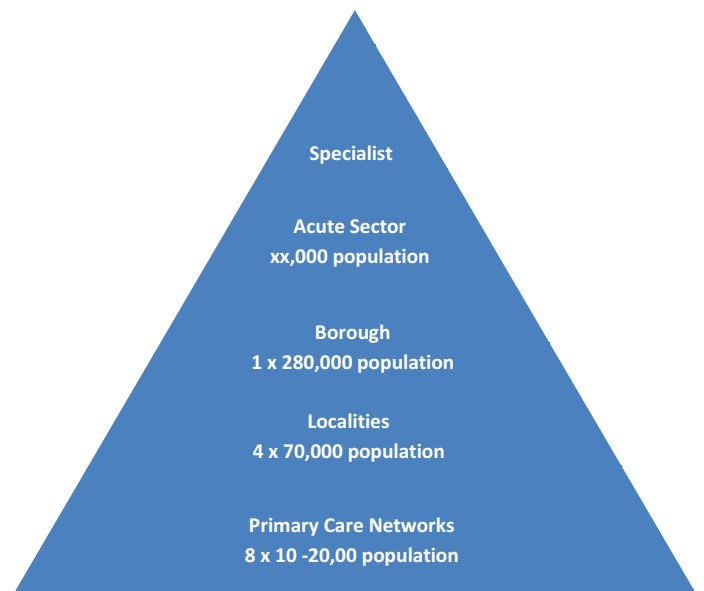 Specialist
Acute Sector
xx,000 population
Borough
1 x 280,000 population
Localities
4 x 70,000 population
Primary Care Networks
8 x 10 -20,00 population